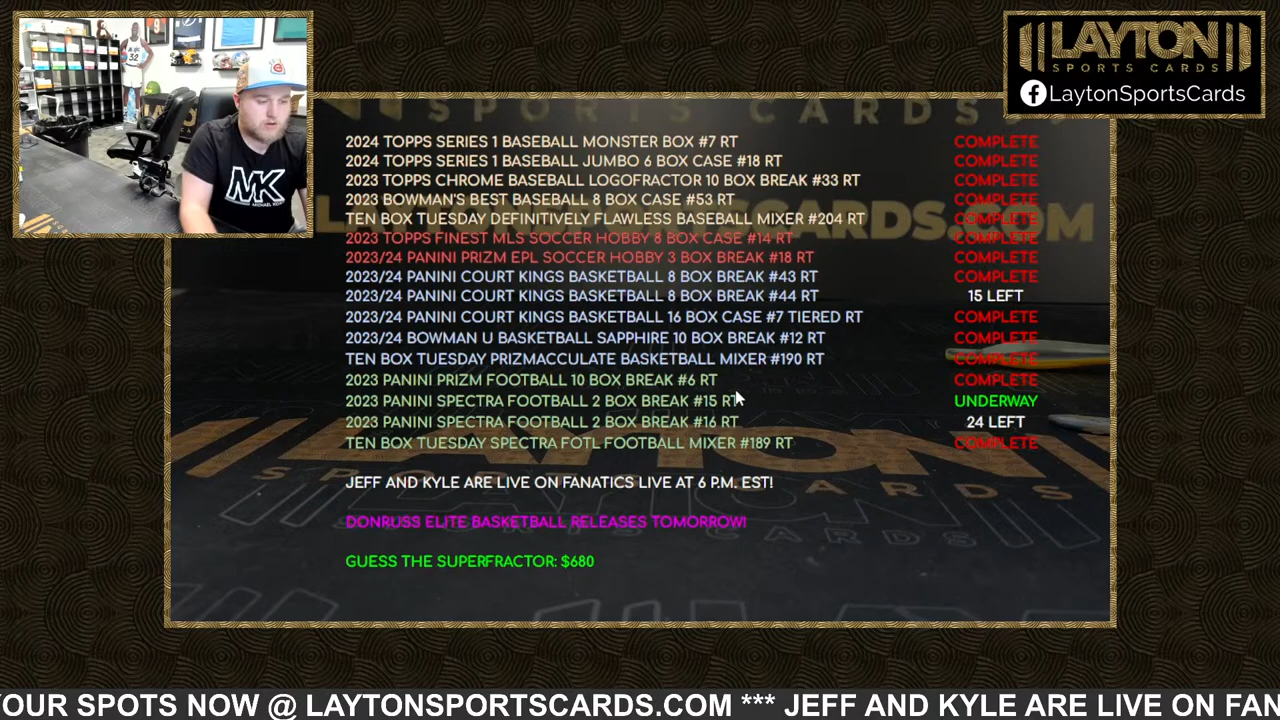 LAYTON
SPORTS CARDS
LaytonSportsCards
MK
32
SPORTS CARDS
2024 TOPPS SERIES 1 BASEBALL MONSTER BOX #7 RT COMPLETE
2024 TOPPS SERIES 1 BASEBALL JUMBO 6 BOX CASE #18 RT COMPLETE
2023 TOPPS CHROME BASEBALL LOGOFRACTOR 10 BOX BREAK #33 RT COMPLETE
2023 BOWMAN'S BEST BASEBALL 8 BOX CASE #53 RT COMPLETE
TEN BOX TUESDAY DEFINITIVELY FLAWLESS BASEBALL MIXER #204 RT COMPLETE
2023 TOPPS FINEST MLS SOCCER HOBBY 8 BOX CASE #14 RT COMPLETE
2023/24 PANINI PRIZM EPL SOCCER HOBBY 3 BOX BREAK #18 RT COMPLETE
2023/24 PANINI COURT KINGS BASKETBALL 8 BOX BREAK #43 RT COMPLETE
2023/24 PANINI COURT KINGS BASKETBALL 8 BOX BREAK #44 RT 15 LEFT
2023/24 PANINI COURT KINGS BASKETBALL 16 BOX CASE #7 TIERED RT COMPLETE
2023/24 BOWMAN U BASKETBALL SAPPHIRE 10 BOX BREAK #12 RT COMPLETE
TEN BOX TUESDAY PRIZMACCULATE BASKETBALL MIXER #190 RT COMPLETE
2023 PANINI PRIZM FOOTBALL 10 BOX BREAK #6 RT COMPLETE
2023 PANINI SPECTRA FOOTBALL 2 BOX BREAK #15 RT UNDERWAY
2023 PANINI SPECTRA FOOTBALL 2 BOX BREAK #16 RT 24 LEFT
TEN BOX TUESDAY SPECTRA FOTL FOOTBALL MIXER #189 RT COMPLETE
JEFF AND KYLE ARE LIVE ON FANATICS LIVE AT 6 P.M. EST!
DONRUSS ELITE BASKETBALL RELEASES TOMORROW!
GUESS THE SUPERFRACTOR: $680
YOUR SPOTS NOW @ LAYTONSPORTSCARDS.COM *** JEFF AND KYLE ARE LIVE ON FAN